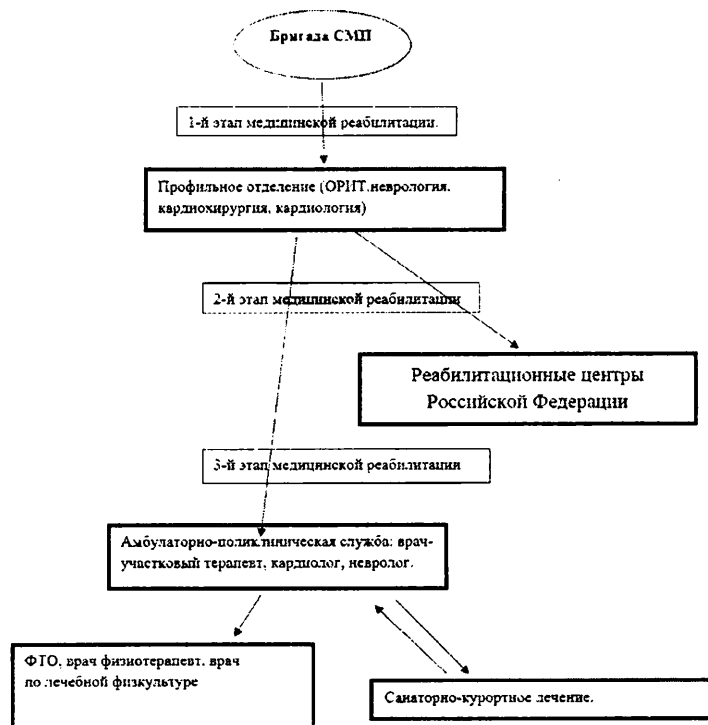 Бригада СМП
1-й этап медицинской реабилитации.
Профильное отделение (ОРИТ,неврология,
кардиохирургия, кардиология)
2-й этап медицинской реабилитации
Реабилитационные центры
Российской Федерации
3-й этап медицинской реабилитации
Амбулаторно-поликлиническая служба: врач-
участковый терапевт, кардиолог, невролог.
ФТО, врач физиотерапевт, врач
по лечебной физкультуре
Санаторно-курортное лечение.